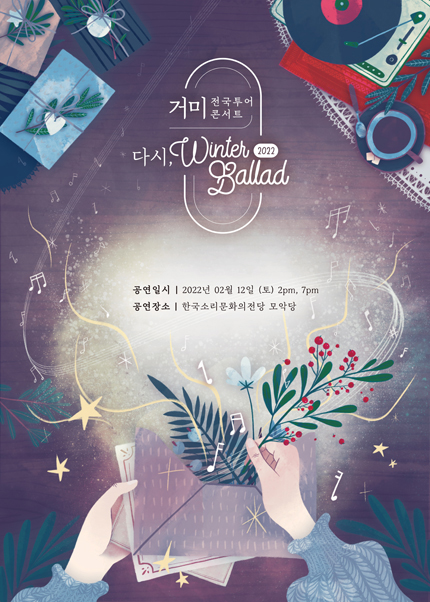 거미 전국투어
콘서트
다시, Winter 2022
Ballad
공연일시 | 2022년 02월 12일 (토) 2pm, 7pm
공연장소 | 한국소리문화의전당 모악당